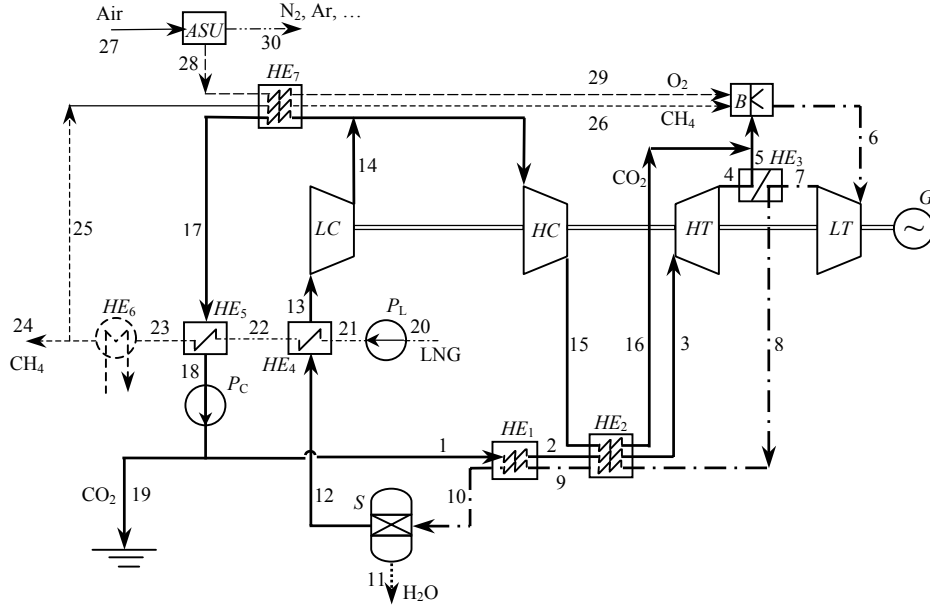 Air
ASU
N₂, Ar, …
27
30
28
HE₇
29
O₂
B
26
CH₄
6
14
5
HE₃
4
7
CO₂
G
25
17
LC
HC
HT
LT
~
13
HE₆
HE₅
P_L
24
23
22
21
20
15
16
3
8
CH₄
HE₄
LNG
18
P_C
HE₁
HE₂
1
2
CO₂
19
12
S
10
9
11
H₂O